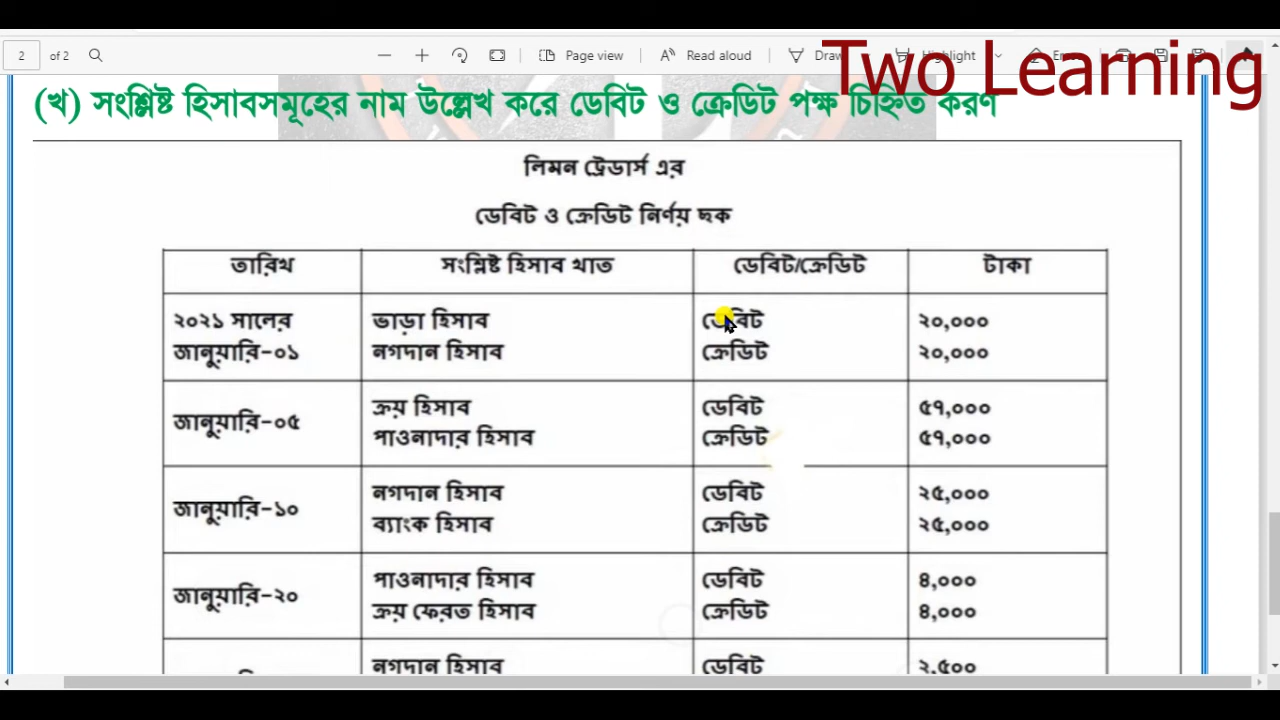 2 of 2 Page view Read aloud Draw Highlight
Two Learning
(খ) সংশ্লিষ্ট হিসাবসমূহের নাম উল্লেখ করে ডেবিট ও ক্রেডিট পক্ষ চিহ্নিত করণ
লিমন ট্রেডার্স এর
ডেবিট ও ক্রেডিট নির্ণয় ছক
তারিখ সংশ্লিষ্ট হিসাব খাত ডেবিট/ক্রেডিট টাকা
২০২১ সালের ভাড়া হিসাব ডেবিট ২০,০০০
জানুয়ারি-০১ নগদান হিসাব ক্রেডিট ২০,০০০
ক্রয় হিসাব ডেবিট ৫৭,০০০
জানুয়ারি-০৫
পাওনাদার হিসাব ক্রেডিট ৫৭,০০০
নগদান হিসাব ডেবিট ২৫,০০০
জানুয়ারি-১০
ব্যাংক হিসাব ক্রেডিট ২৫,০০০
পাওনাদার হিসাব ডেবিট ৪,০০০
জানুয়ারি-২০
ক্রয় ফেরত হিসাব ক্রেডিট ৪,০০০
নগদান হিসাব ডেবিট ২,৫০০